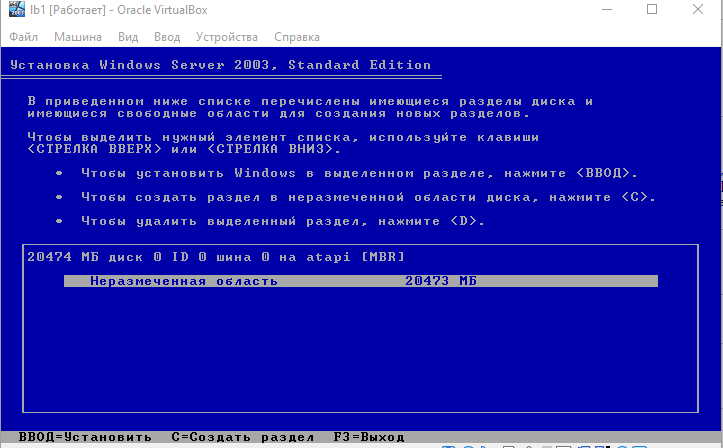 lb1 [Работает] - Oracle VirtualBox
Файл Машина Вид Ввод Устройства Справка
Установка Windows Server 2003, Standard Edition
В приведенном ниже списке перечислены имеющиеся разделы диска и
имеющиеся свободные области для создания новых разделов.
Чтобы выделить нужный элемент списка, используйте клавиши
<СТРЕЛКА ВВЕРХ> или <СТРЕЛКА ВНИЗ>.
• Чтобы установить Windows в выделенном разделе, нажмите <ВВОД>.
• Чтобы создать раздел в неразмеченной области диска, нажмите <C>.
• Чтобы удалить выделенный раздел, нажмите <D>.
20474 МБ диск 0 ID 0 шина 0 на atapi [MBR]
Неразмеченная область 20473 МБ
ВВОД=Установить C=Создать раздел F3=Выход